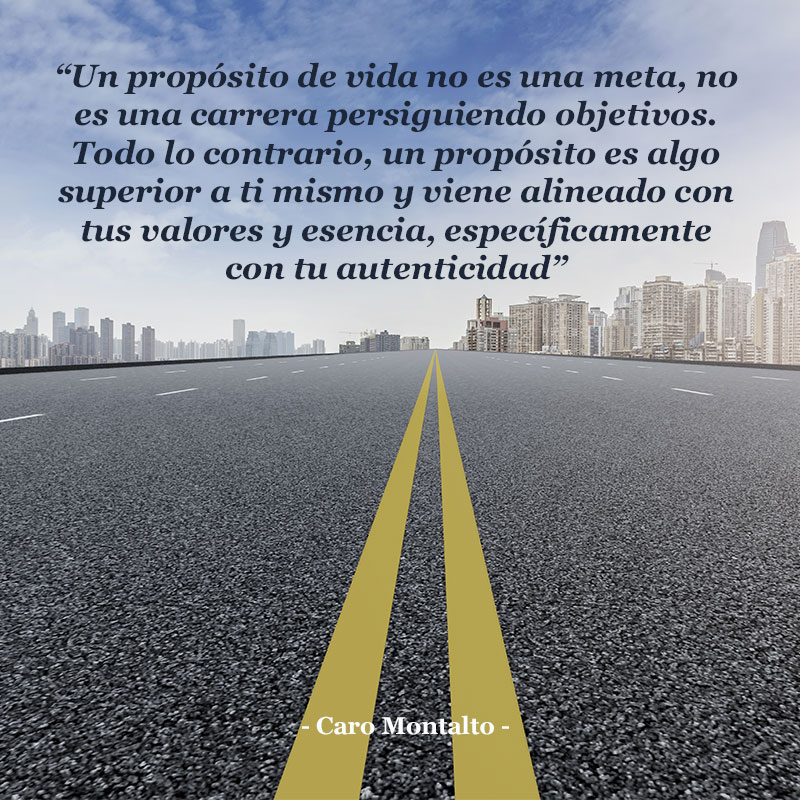 “Un propósito de vida no es una meta, no
es una carrera persiguiendo objetivos.
Todo lo contrario, un propósito es algo
superior a ti mismo y viene alineado con
tus valores y esencia, específicamente
con tu autenticidad”
- Caro Montalto -